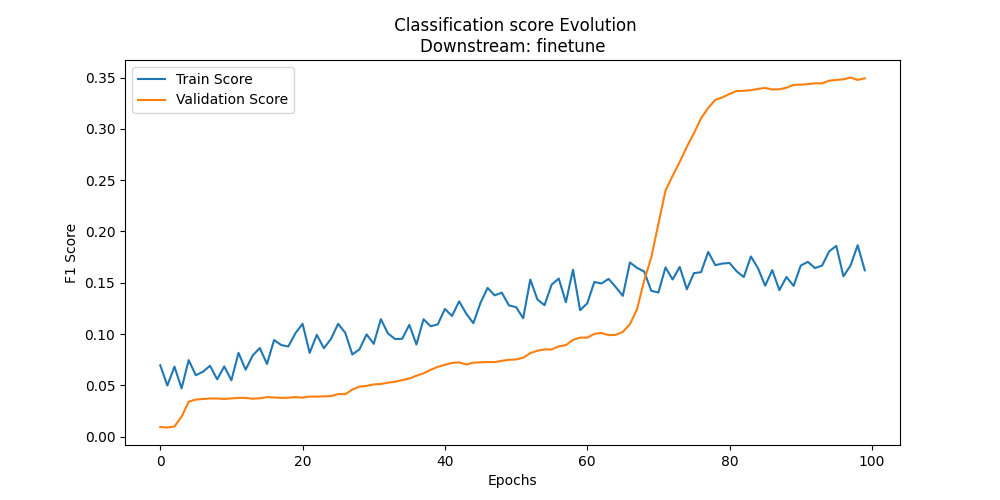 Classification score Evolution
Downstream: finetune
Train Score
Validation Score
F1 Score
0.35
0.30
0.25
0.20
0.15
0.10
0.05
0.00
0 20 40 60 80 100
Epochs